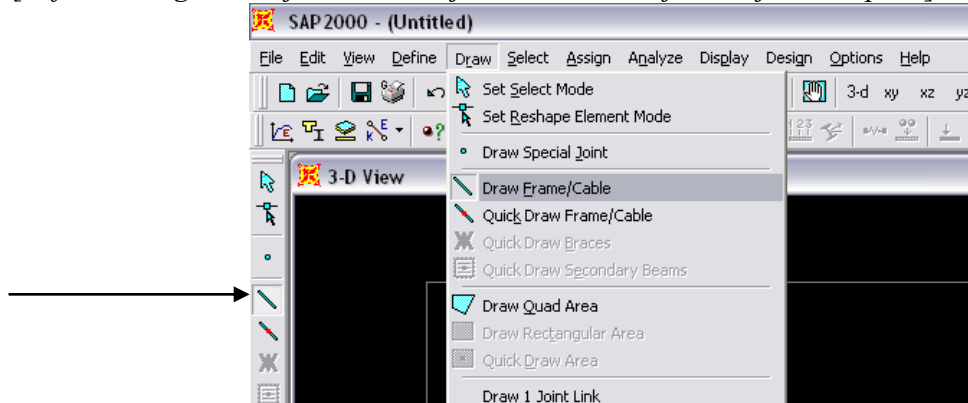 SAP2000 - (Untitled)
File Edit View Define Draw Select Assign Analyze Display Design Options Help
Set Select Mode
3-d xy xz yz
Set Reshape Element Mode
Draw Special Joint
3-D View
Draw Frame/Cable
Quick Draw Frame/Cable
Quick Draw Braces
Quick Draw Secondary Beams
Draw Quad Area
Draw Rectangular Area
Quick Draw Area
Draw 1 Joint Link